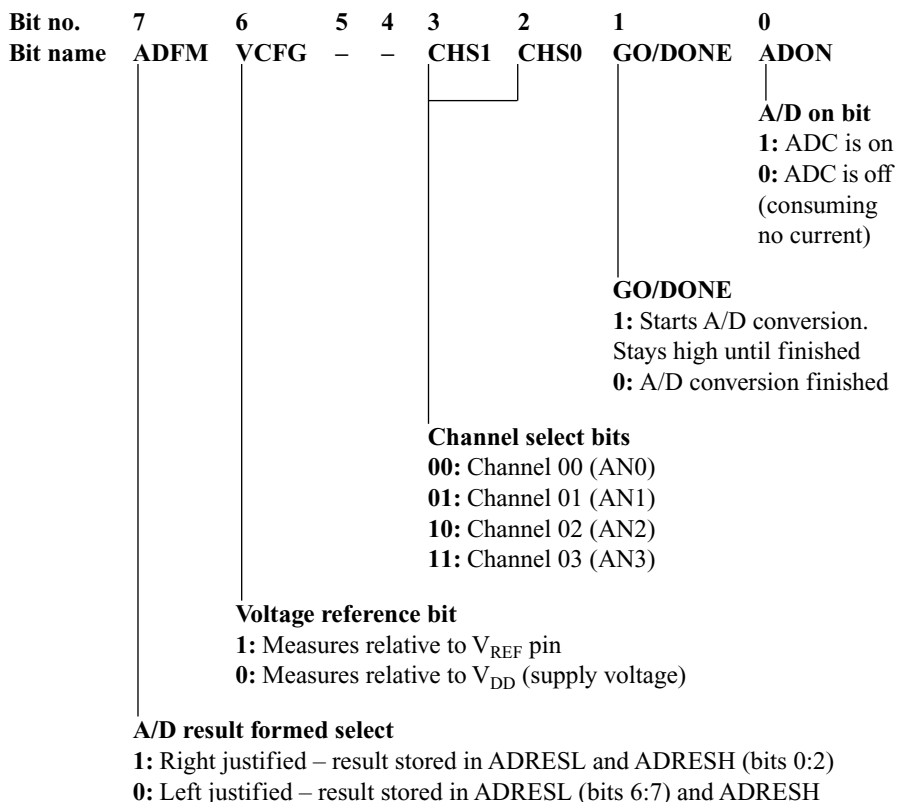 Bit no. 7 6 5 4 3 2 1 0
Bit name ADFM VCFG – – CHS1 CHS0 GO/DONE ADON
A/D on bit
1: ADC is on
0: ADC is off
(consuming
no current)
GO/DONE
1: Starts A/D conversion.
Stays high until finished
0: A/D conversion finished
Channel select bits
00: Channel 00 (AN0)
01: Channel 01 (AN1)
10: Channel 02 (AN2)
11: Channel 03 (AN3)
Voltage reference bit
1: Measures relative to VREF pin
0: Measures relative to VDD (supply voltage)
A/D result formed select
1: Right justified – result stored in ADRESL and ADRESH (bits 0:2)
0: Left justified – result stored in ADRESL (bits 6:7) and ADRESH